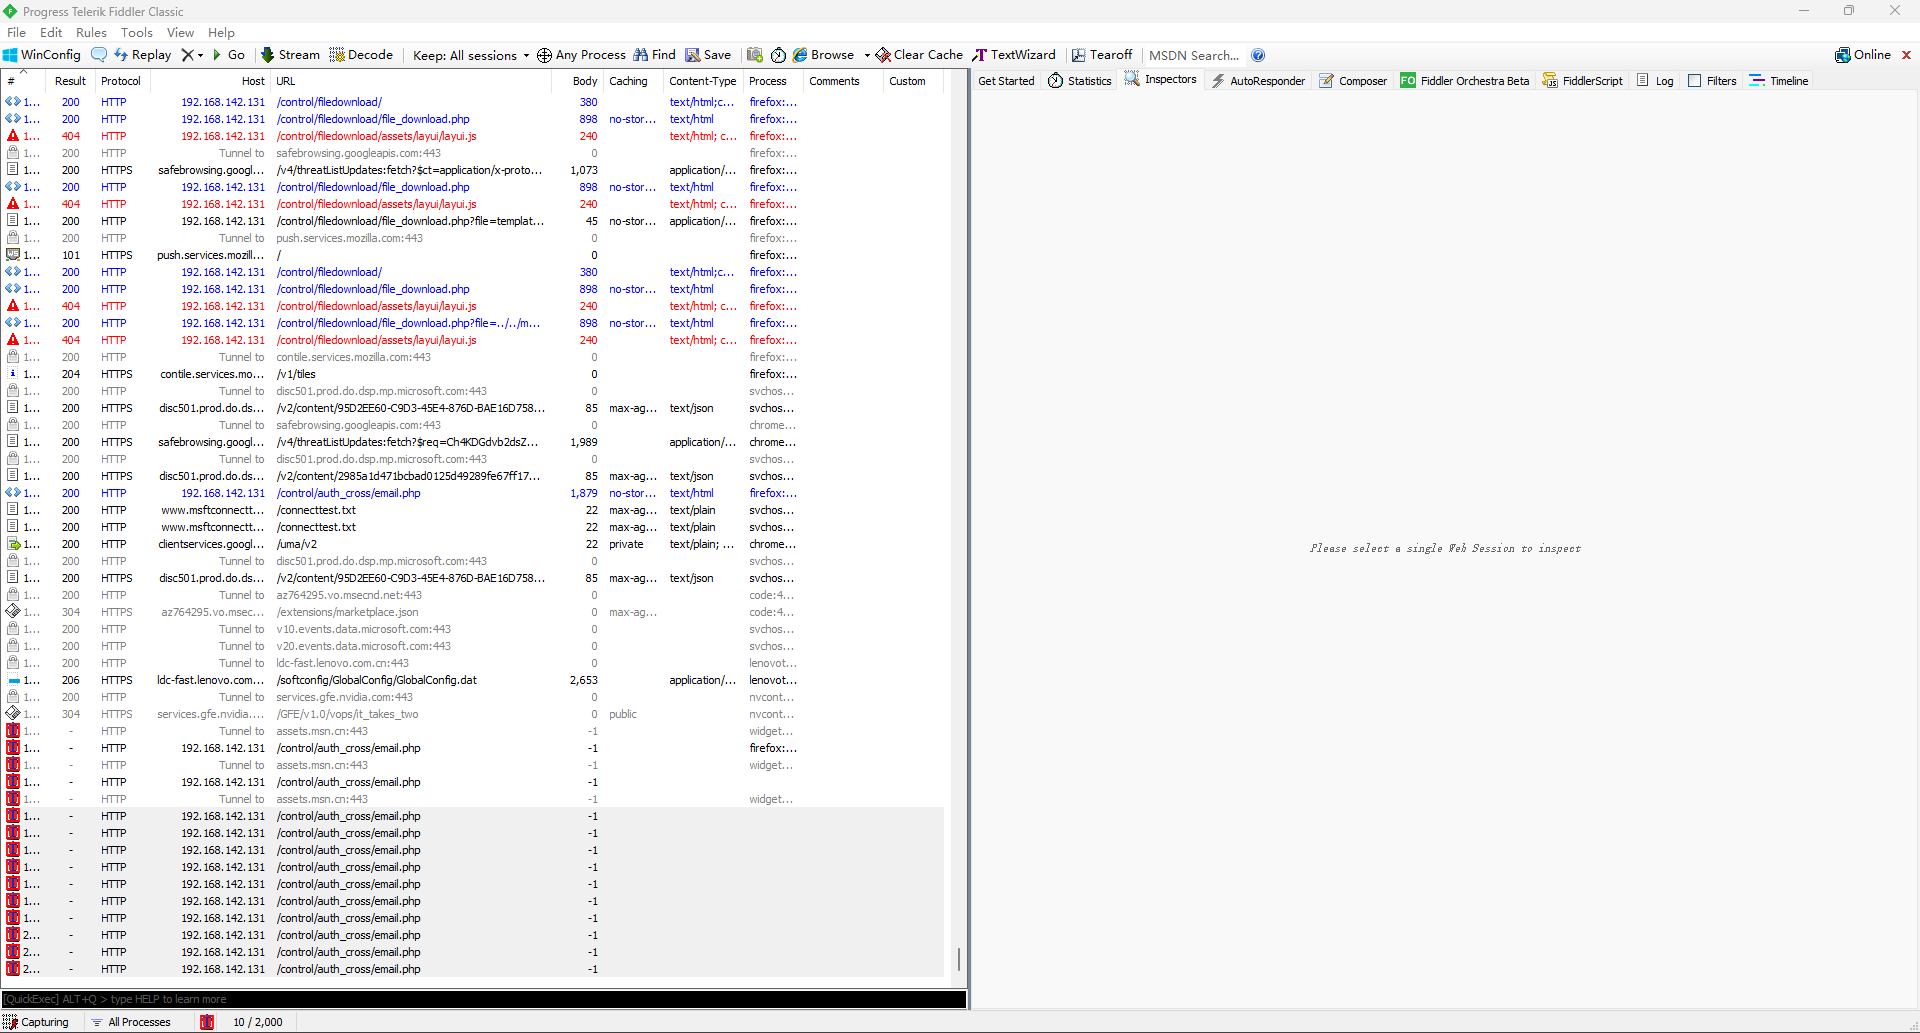 Progress Telerik Fiddler Classic
File Edit Rules Tools View Help
WinConfig Replay Go Stream Decode Keep: All sessions Any Process Find Save Browse Clear Cache TextWizard Tearoff MSDN Search... Online
# Result Protocol Host URL Body Caching Content-Type Process Comments Custom
1... 200 HTTP 192.168.142.131 /control/filedownload/ 380 text/html;c... firefox:...
1... 200 HTTP 192.168.142.131 /control/filedownload/file_download.php 898 no-stor... text/html firefox:...
1... 404 HTTP 192.168.142.131 /control/filedownload/assets/layui/layui.js 240 text/html; c... firefox:...
1... 200 HTTP Tunnel to safebrowsing.googleapis.com:443 0 firefox:...
1... 200 HTTPS safebrowsing.googl... /v4/threatListUpdates:fetch?$ct=application/x-proto... 1,073 application/... firefox:...
1... 200 HTTP 192.168.142.131 /control/filedownload/file_download.php 898 no-stor... text/html firefox:...
1... 404 HTTP 192.168.142.131 /control/filedownload/assets/layui/layui.js 240 text/html; c... firefox:...
1... 200 HTTP 192.168.142.131 /control/filedownload/file_download.php?file=templat... 45 no-stor... application/... firefox:...
1... 200 HTTP Tunnel to push.services.mozilla.com:443 0 firefox:...
1... 101 HTTPS push.services.mozill... / 0 firefox:...
1... 200 HTTP 192.168.142.131 /control/filedownload/ 380 text/html;c... firefox:...
1... 200 HTTP 192.168.142.131 /control/filedownload/file_download.php 898 no-stor... text/html firefox:...
1... 404 HTTP 192.168.142.131 /control/filedownload/assets/layui/layui.js 240 text/html; c... firefox:...
1... 200 HTTP 192.168.142.131 /control/filedownload/file_download.php?file=../../m... 898 no-stor... text/html firefox:...
1... 404 HTTP 192.168.142.131 /control/filedownload/assets/layui/layui.js 240 text/html; c... firefox:...
1... 200 HTTP Tunnel to contile.services.mozilla.com:443 0 firefox:...
1... 204 HTTPS contile.services.mo... /v1/tiles 0 firefox:...
1... 200 HTTP Tunnel to disc501.prod.do.dsp.mp.microsoft.com:443 0 svchos...
1... 200 HTTPS disc501.prod.do.ds... /v2/content/95D2EE60-C9D3-45E4-876D-BAE16D758... 85 max-ag... text/json svchos...
1... 200 HTTP Tunnel to safebrowsing.googleapis.com:443 0 chrome...
1... 200 HTTPS safebrowsing.googl... /v4/threatListUpdates:fetch?$req=Ch4KDGdvb2dsZ... 1,989 application/... chrome...
1... 200 HTTP Tunnel to disc501.prod.do.dsp.mp.microsoft.com:443 0 svchos...
1... 200 HTTPS disc501.prod.do.ds... /v2/content/2985a1d471bcbad0125d49289fe67ff17... 85 max-ag... text/json svchos...
1... 200 HTTP 192.168.142.131 /control/auth_cross/email.php 1,879 no-stor... text/html firefox:...
1... 200 HTTP www.msftconnectt... /connecttest.txt 22 max-ag... text/plain svchos...
1... 200 HTTP www.msftconnectt... /connecttest.txt 22 max-ag... text/plain svchos...
1... 200 HTTP clientservices.googl... /uma/v2 22 private text/plain; ... chrome...
1... 200 HTTP Tunnel to disc501.prod.do.dsp.mp.microsoft.com:443 0 svchos...
1... 200 HTTPS disc501.prod.do.ds... /v2/content/95D2EE60-C9D3-45E4-876D-BAE16D758... 85 max-ag... text/json svchos...
1... 200 HTTP Tunnel to az764295.vo.msecnd.net:443 0 code:4...
1... 304 HTTPS az764295.vo.msec... /extensions/marketplace.json 0 max-ag... code:4...
1... 200 HTTP Tunnel to v10.events.data.microsoft.com:443 0 svchos...
1... 200 HTTP Tunnel to v20.events.data.microsoft.com:443 0 svchos...
1... 200 HTTP Tunnel to ldc-fast.lenovo.com.cn:443 0 lenovot...
1... 206 HTTPS ldc-fast.lenovo.com... /softconfig/GlobalConfig/GlobalConfig.dat 2,653 application/... lenovot...
1... 200 HTTP Tunnel to services.gfe.nvidia.com:443 0 nvcont...
1... 304 HTTPS services.gfe.nvidia.... /GFE/v1.0/vops/it_takes_two 0 public nvcont...
1... - HTTP Tunnel to assets.msn.cn:443 -1 widget...
1... - HTTP 192.168.142.131 /control/auth_cross/email.php -1 firefox:...
1... - HTTP Tunnel to assets.msn.cn:443 -1 widget...
1... - HTTP 192.168.142.131 /control/auth_cross/email.php -1
1... - HTTP Tunnel to assets.msn.cn:443 -1 widget...
1... - HTTP 192.168.142.131 /control/auth_cross/email.php -1
1... - HTTP 192.168.142.131 /control/auth_cross/email.php -1
1... - HTTP 192.168.142.131 /control/auth_cross/email.php -1
1... - HTTP 192.168.142.131 /control/auth_cross/email.php -1
1... - HTTP 192.168.142.131 /control/auth_cross/email.php -1
1... - HTTP 192.168.142.131 /control/auth_cross/email.php -1
1... - HTTP 192.168.142.131 /control/auth_cross/email.php -1
2... - HTTP 192.168.142.131 /control/auth_cross/email.php -1
2... - HTTP 192.168.142.131 /control/auth_cross/email.php -1
2... - HTTP 192.168.142.131 /control/auth_cross/email.php -1
[QuickExec] ALT+Q > type HELP to learn more
Get Started Statistics Inspectors AutoResponder Composer FO Fiddler Orchestra Beta FiddlerScript Log Filters Timeline
Please select a single Web Session to inspect
Capturing All Processes 10 / 2,000